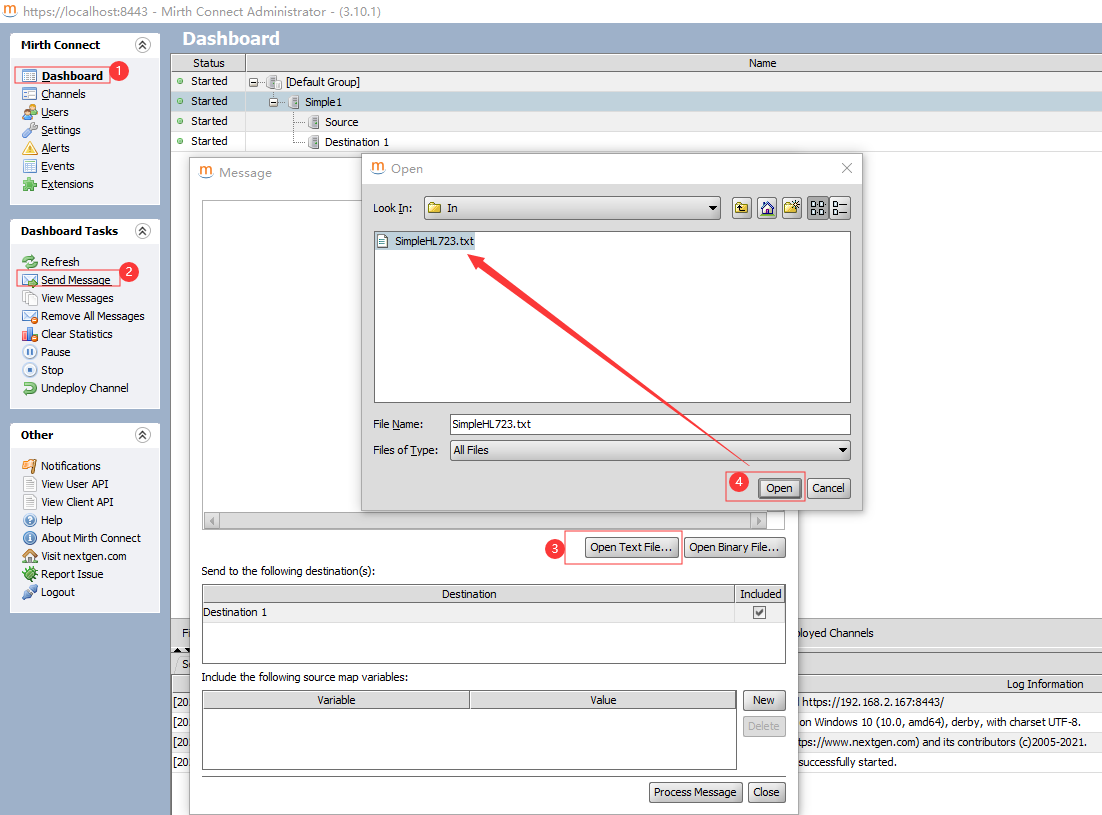 m https://localhost:8443 - Mirth Connect Administrator - (3.10.1)
Mirth Connect
Dashboard 1
Channels
Users
Settings
Alerts
Events
Extensions
Dashboard Tasks
Refresh
Send Message 2
View Messages
Remove All Messages
Clear Statistics
Pause
Stop
Undeploy Channel
Other
Notifications
View User API
View Client API
Help
About Mirth Connect
Visit nextgen.com
Report Issue
Logout
Dashboard
Status Name
Started [Default Group]
Started Simple1
Started Source
Started Destination 1
m Message
m Open
Look In: In
SimpleHL723.txt
File Name: SimpleHL723.txt
Files of Type: All Files
4 Open Cancel
3 Open Text File... Open Binary File...
Send to the following destination(s):
Destination Included
Destination 1
Include the following source map variables:
Variable Value New
Delete
Process Message Close
ployed Channels
Log Information
[20 https://192.168.2.167:8443/
[20 on Windows 10 (10.0, amd64), derby, with charset UTF-8.
[20 tps://www.nextgen.com) and its contributors (c)2005-2021.
[20 successfully started.